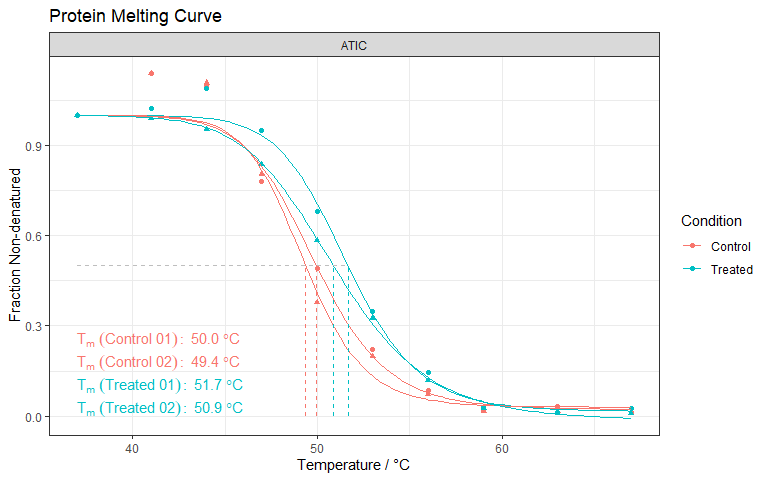 Protein Melting Curve
ATIC
Fraction Non-denatured
0.9
0.6
0.3
0.0
Tm (Control 01): 50.0 °C
Tm (Control 02): 49.4 °C
Tm (Treated 01): 51.7 °C
Tm (Treated 02): 50.9 °C
40
50
60
Temperature / °C
Condition
Control
Treated